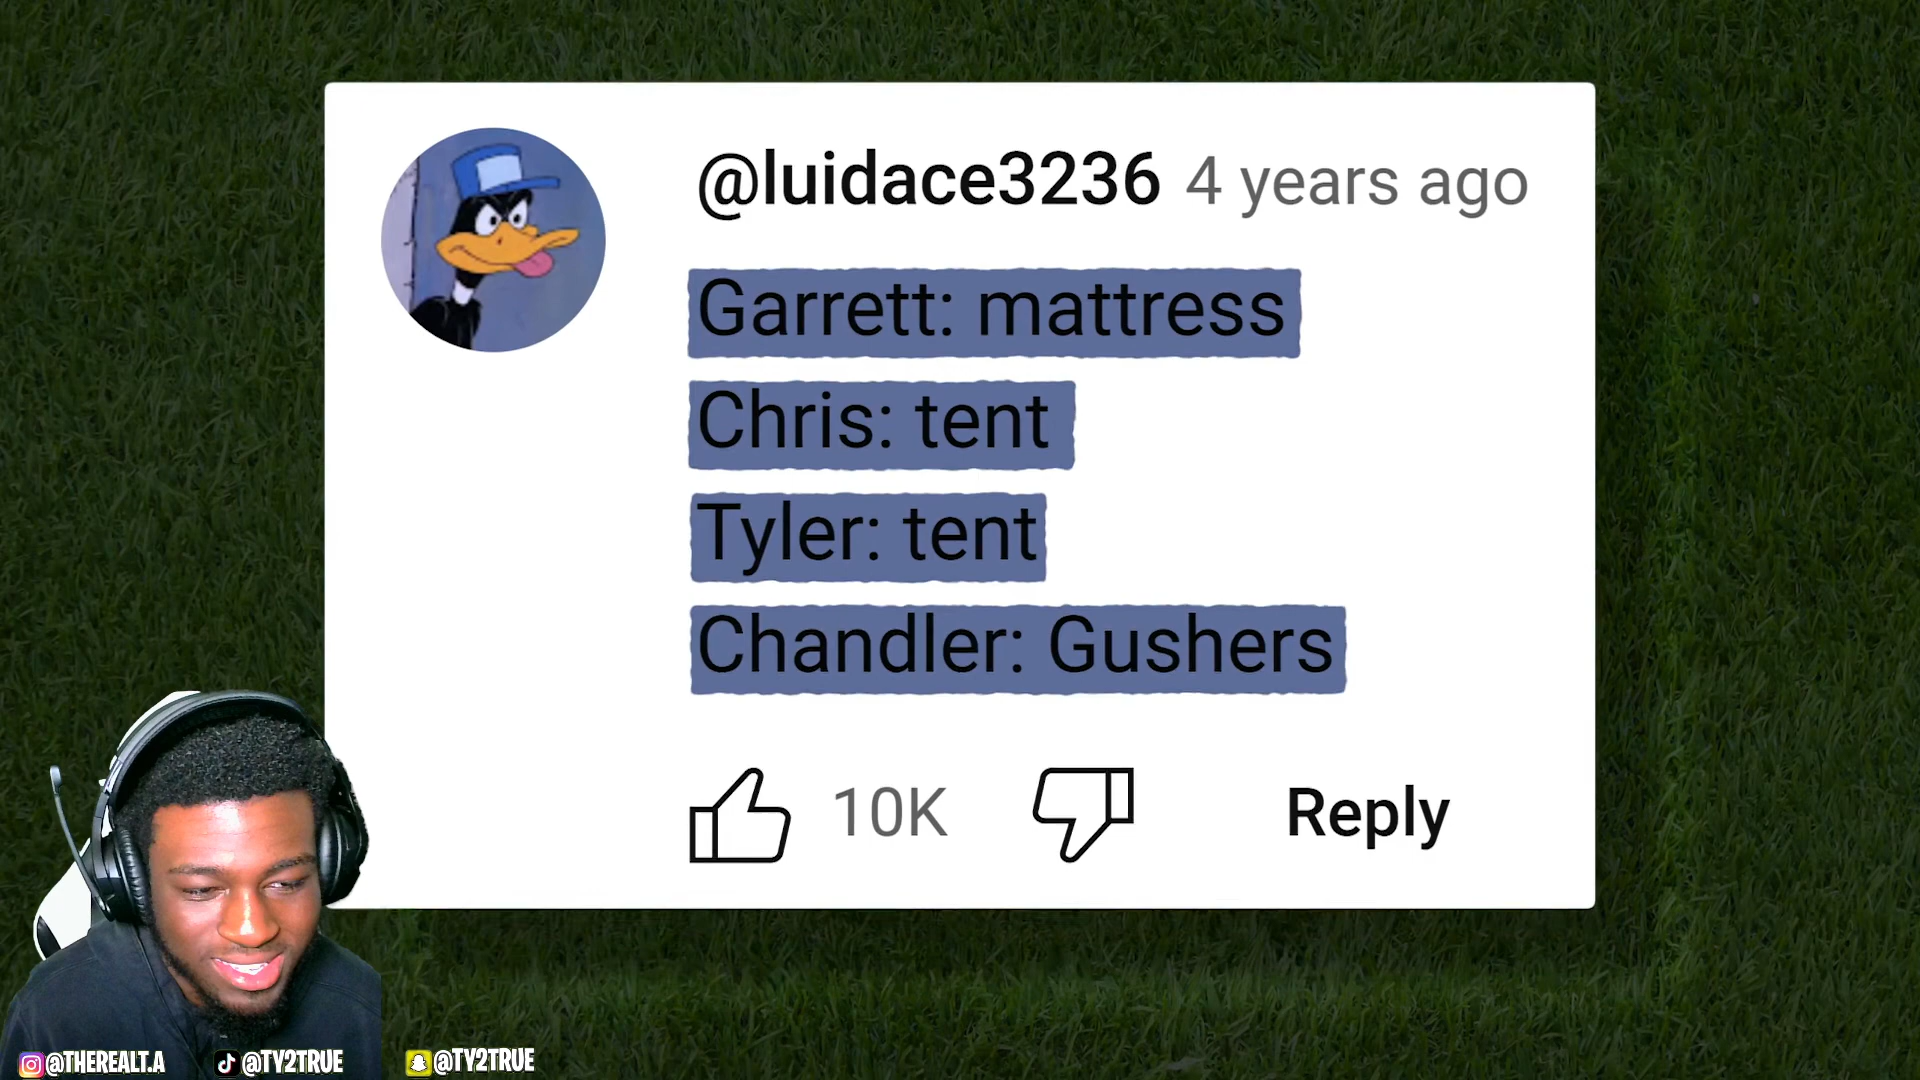 @luidace3236 4 years ago
Garrett: mattress
Chris: tent
Tyler: tent
Chandler: Gushers
10K Reply
@THEREALT.A @TY2TRUE @TY2TRUE